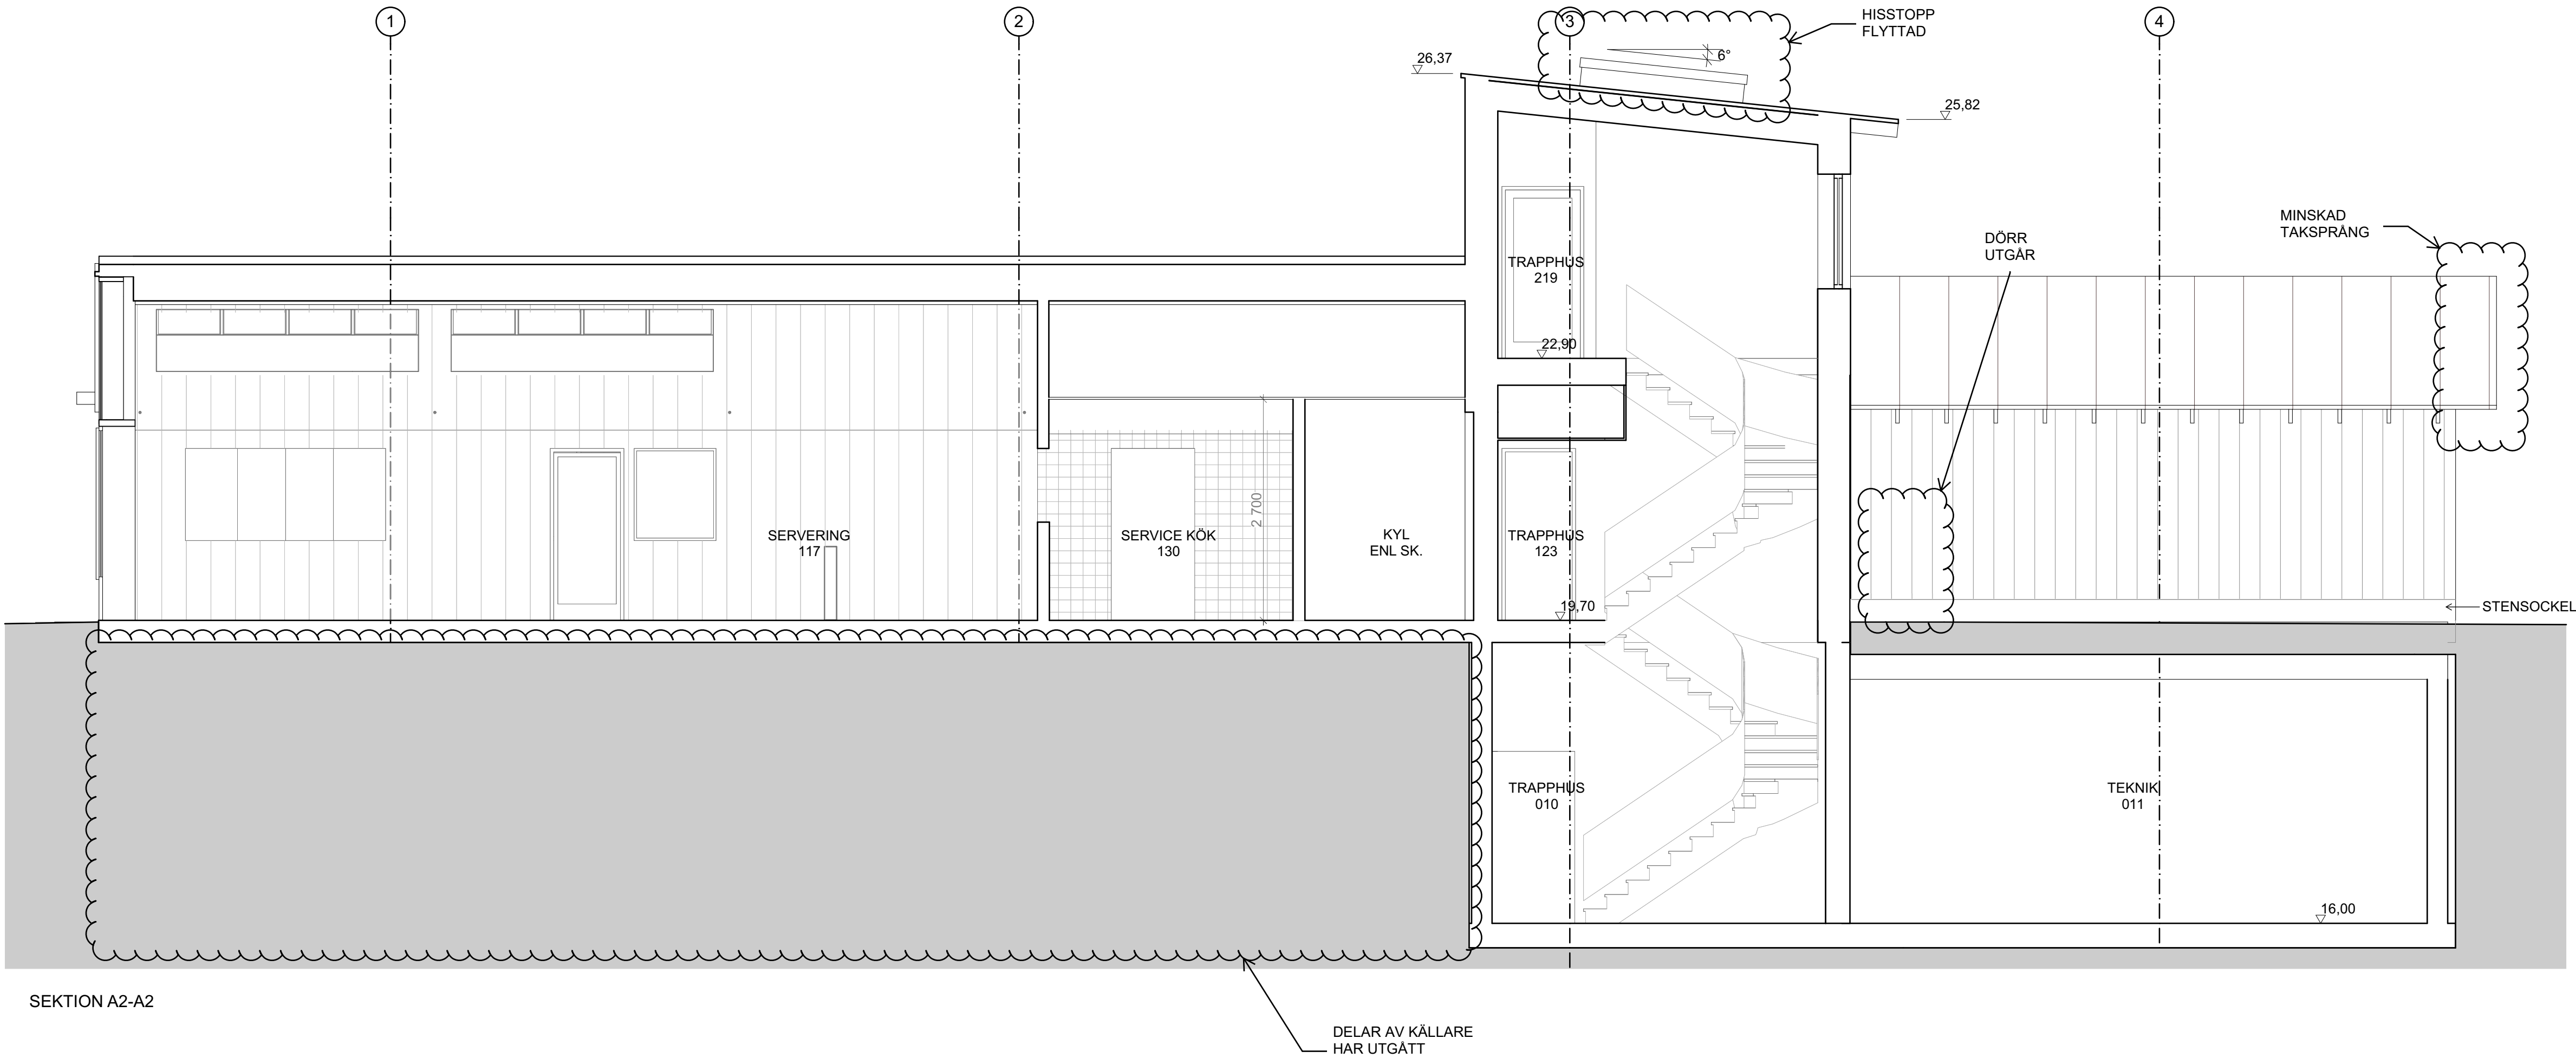 1
2
3
4
HISSTOPP
FLYTTAD
6°
26,37
25,82
MINSKAD
TAKSPRÅNG
DÖRR
UTGÅR
TRAPPHUS
219
22,90
2 700
SERVERING
117
SERVICE KÖK
130
KYL
ENL SK.
TRAPPHUS
123
19,70
STENSOCKEL
TRAPPHUS
010
TEKNIK
011
16,00
SEKTION A2-A2
DELAR AV KÄLLARE
HAR UTGÅTT